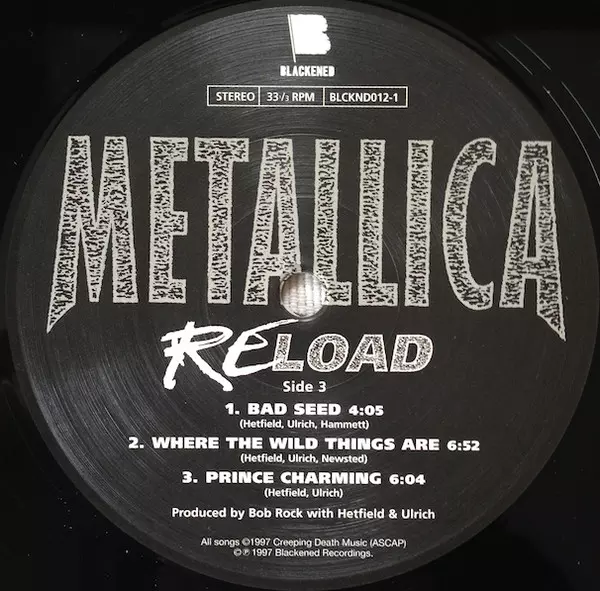 B
BLACKENED
STEREO 33 1/3 RPM BLCKND012-1
METALLICA
RELOAD
Side 3
1. BAD SEED 4:05
(Hetfield, Ulrich, Hammett)
2. WHERE THE WILD THINGS ARE 6:52
(Hetfield, Ulrich, Newsted)
3. PRINCE CHARMING 6:04
(Hetfield, Ulrich)
Produced by Bob Rock with Hetfield & Ulrich
All songs ©1997 Creeping Death Music (ASCAP)
©℗ 1997 Blackened Recordings.